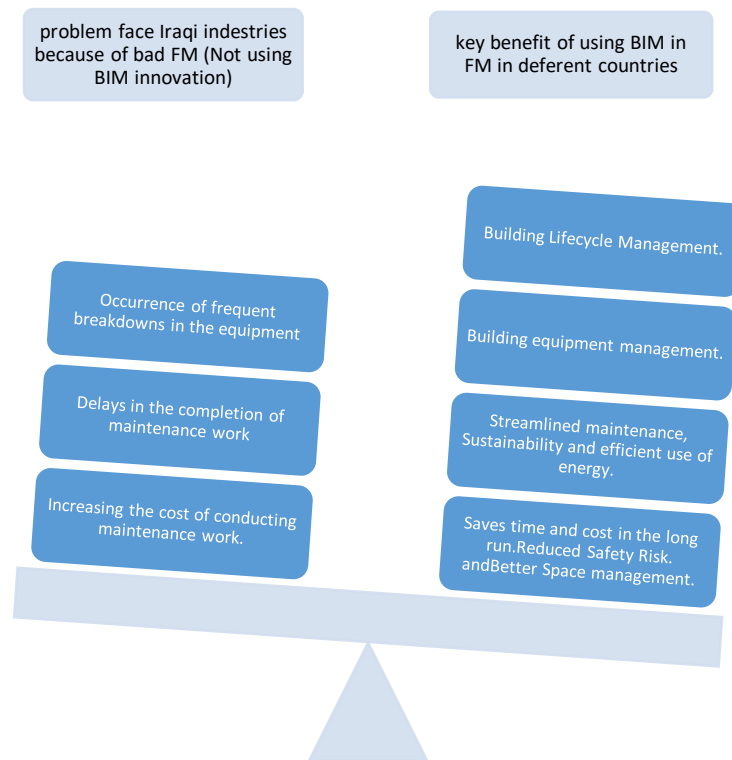 problem face Iraqi indestries
because of bad FM (Not using
BIM innovation)
key benefit of using BIM in
FM in deferent countries
Occurrence of frequent
breakdowns in the equipment
Delays in the completion of
maintenance work
Increasing the cost of conducting
maintenance work.
Building Lifecycle Management.
Building equipment management.
Streamlined maintenance,
Sustainability and efficient use of
energy.
Saves time and cost in the long
run.Reduced Safety Risk.
andBetter Space management.